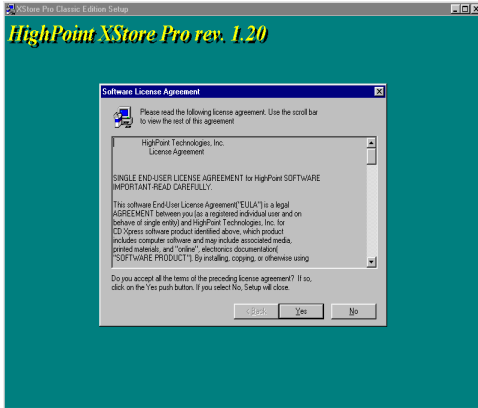 XStore Pro Classic Edition Setup
HighPoint XStore Pro rev. 1.20
Software License Agreement
Please read the following license agreement. Use the scroll bar
to view the rest of this agreement
HighPoint Technologies, Inc.
License Agreement
SINGLE END-USER LICENSE AGREEMENT for HighPoint SOFTWARE
IMPORTANT-READ CAREFULLY.
This software End-User License Agreement("EULA") is a legal
AGREEMENT between you (as a registered individual user and on
behave of single entity) and HighPoint Technologies, Inc. for
CD Xpress software product identified above, which product
includes computer software and may include associated media,
printed materials, and "online", electronics documentation(
"SOFTWARE PRODUCT"). By installing, copying, or otherwise using
Do you accept all the terms of the preceding license agreement? If so,
click on the Yes push button. If you select No, Setup will close.
< Back
Yes
No